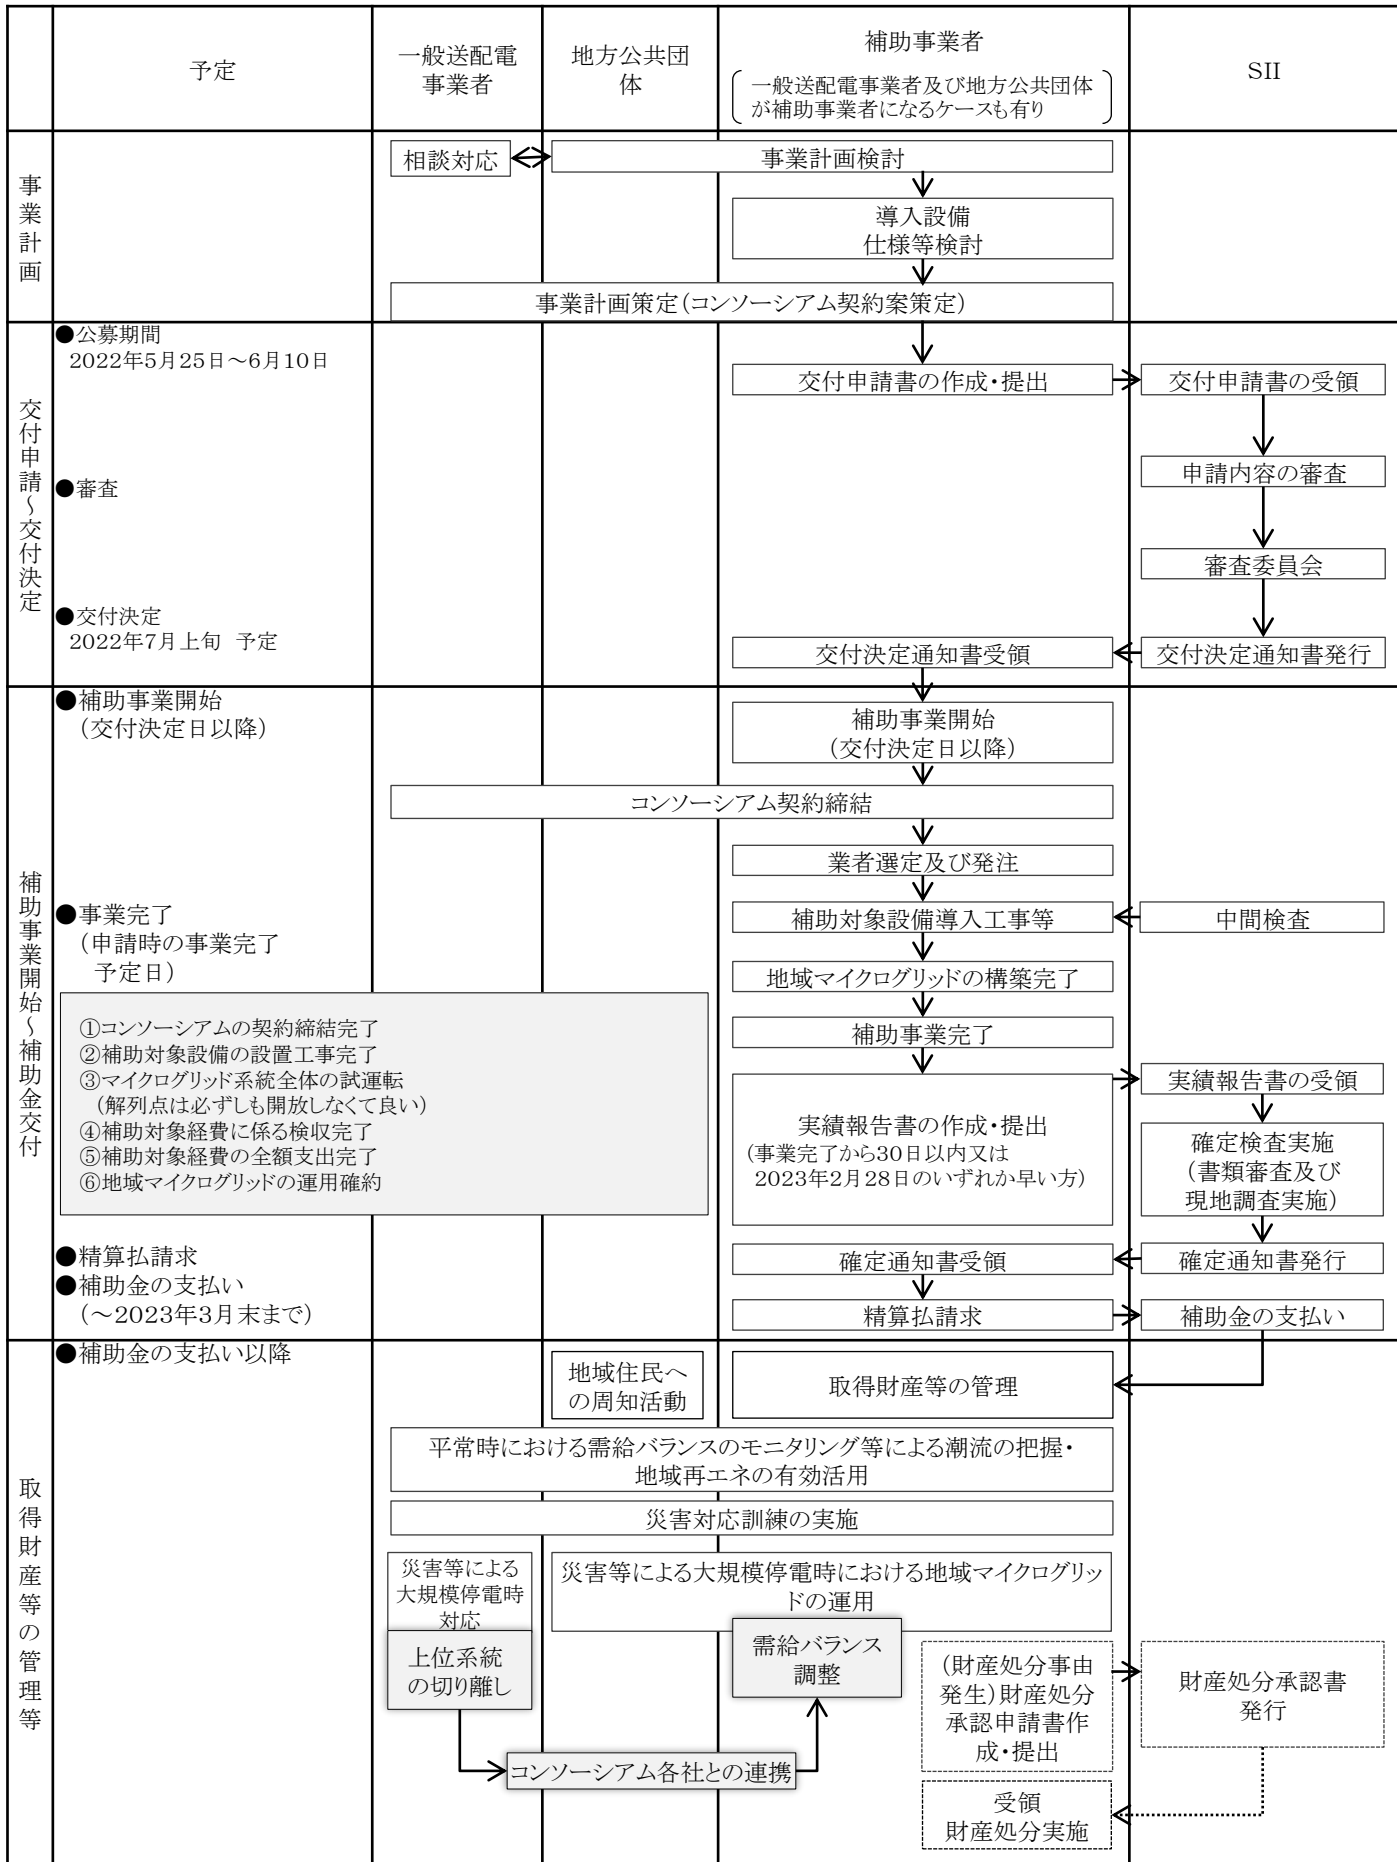 予定
一般送配電
事業者
地方公共団
体
補助事業者
一般送配電事業者及び地方公共団体
が補助事業者になるケースも有り
SII
事業計画
相談対応
事業計画検討
導入設備
仕様等検討
事業計画策定(コンソーシアム契約案策定)
交付申請～交付決定
●公募期間
2022年5月25日～6月10日
交付申請書の作成・提出
交付申請書の受領
●審査
申請内容の審査
審査委員会
●交付決定
2022年7月上旬 予定
交付決定通知書受領
交付決定通知書発行
補助事業開始～補助金交付
●補助事業開始
(交付決定日以降)
補助事業開始
(交付決定日以降)
コンソーシアム契約締結
業者選定及び発注
●事業完了
(申請時の事業完了
予定日)
補助対象設備導入工事等
中間検査
地域マイクログリッドの構築完了
補助事業完了
①コンソーシアムの契約締結完了
②補助対象設備の設置工事完了
③マイクログリッド系統全体の試運転
(解列点は必ずしも開放しなくて良い)
④補助対象経費に係る検収完了
⑤補助対象経費の全額支出完了
⑥地域マイクログリッドの運用確約
実績報告書の作成・提出
(事業完了から30日以内又は
2023年2月28日のいずれか早い方)
実績報告書の受領
確定検査実施
(書類審査及び
現地調査実施)
●精算払請求
●補助金の支払い
(～2023年3月末まで)
確定通知書受領
確定通知書発行
精算払請求
補助金の支払い
取得財産等の管理等
●補助金の支払い以降
地域住民へ
の周知活動
取得財産等の管理
平常時における需給バランスのモニタリング等による潮流の把握・
地域再エネの有効活用
災害対応訓練の実施
災害等による
大規模停電時
対応
災害等による大規模停電時における地域マイクログリッ
ドの運用
上位系統
の切り離し
需給バランス
調整
コンソーシアム各社との連携
(財産処分事由
発生)財産処分
承認申請書作
成・提出
財産処分承認書
発行
受領
財産処分実施